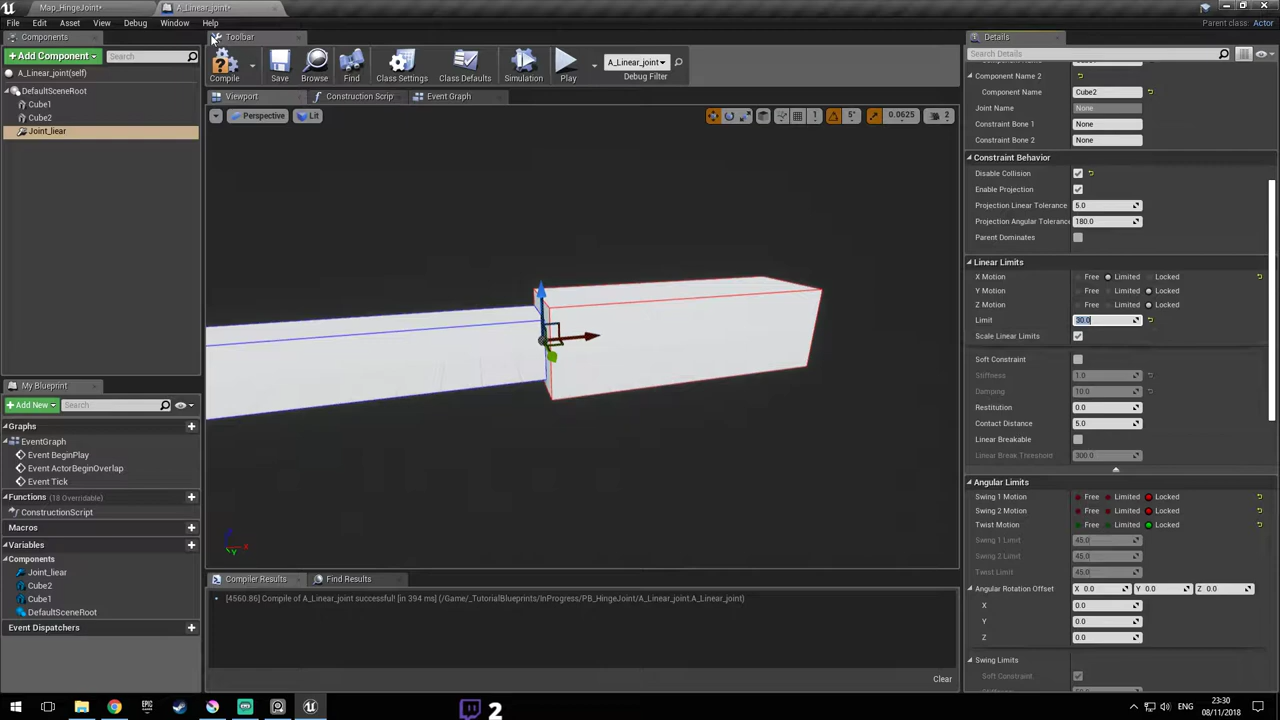 Map_HingeJoint*
A_Linear_joint*
File Edit Asset View Debug Window Help
Parent class: Actor
Components
+Add Component
Search
A_Linear_joint(self)
DefaultSceneRoot
Cube1
Cube2
Joint_liear
Toolbar
Compile
Save
Browse
Find
Class Settings
Class Defaults
Simulation
Play
A_Linear_joint
Debug Filter
Viewport
Construction Scrip
Event Graph
Perspective
Lit
5°
0.0625
2
X
Y
My Blueprint
+Add New
Search
Graphs
EventGraph
Event BeginPlay
Event ActorBeginOverlap
Event Tick
Functions (18 Overridable)
ConstructionScript
Macros
Variables
Components
Joint_liear
Cube2
Cube1
DefaultSceneRoot
Event Dispatchers
Compiler Results
Find Results
[4560.86] Compile of A_Linear_joint successful! [in 394 ms] (/Game/_TutorialBlueprints/InProgress/PB_HingeJoint/A_Linear_joint.A_Linear_joint)
Clear
Details
Search Details
Component Name 2
Component Name Cube2
Joint Name None
Constraint Bone 1 None
Constraint Bone 2 None
Constraint Behavior
Disable Collision
Enable Projection
Projection Linear Tolerance 5.0
Projection Angular Tolerance 180.0
Parent Dominates
Linear Limits
X Motion Free Limited Locked
Y Motion Free Limited Locked
Z Motion Free Limited Locked
Limit 30.0
Scale Linear Limits
Soft Constraint
Stiffness 1.0
Damping 10.0
Restitution 0.0
Contact Distance 5.0
Linear Breakable
Linear Break Threshold 300.0
Angular Limits
Swing 1 Motion Free Limited Locked
Swing 2 Motion Free Limited Locked
Twist Motion Free Limited Locked
Swing 1 Limit 45.0
Swing 2 Limit 45.0
Twist Limit 45.0
Angular Rotation Offset X 0.0 Y 0.0 Z 0.0
X 0.0
Y 0.0
Z 0.0
Swing Limits
Soft Constraint
2
ENG
23:30
08/11/2018